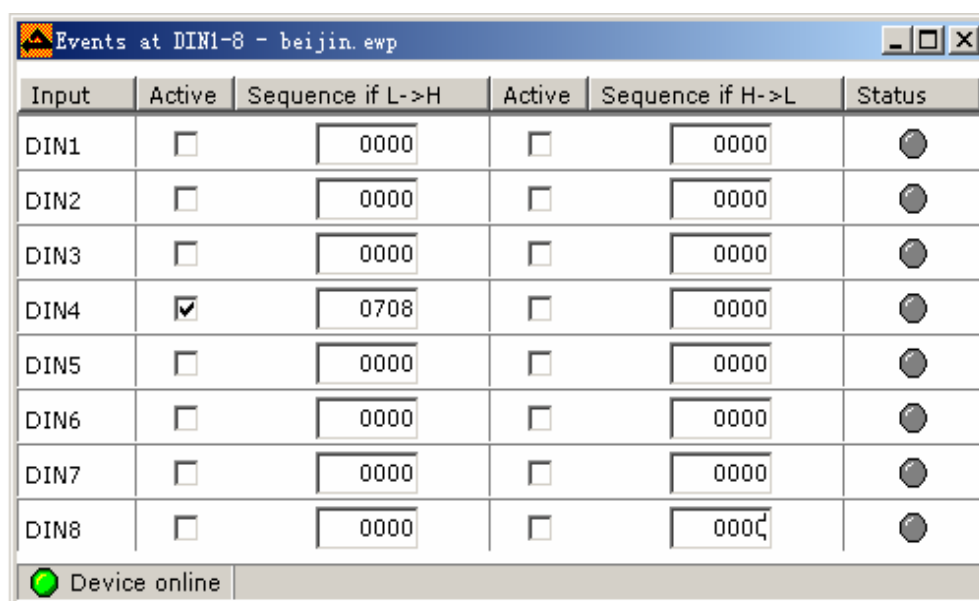 Events at DIN1-8 - beijin.ewp
Input Active Sequence if L->H Active Sequence if H->L Status
DIN1 0000 0000
DIN2 0000 0000
DIN3 0000 0000
DIN4 0708 0000
DIN5 0000 0000
DIN6 0000 0000
DIN7 0000 0000
DIN8 0000 0000
Device online